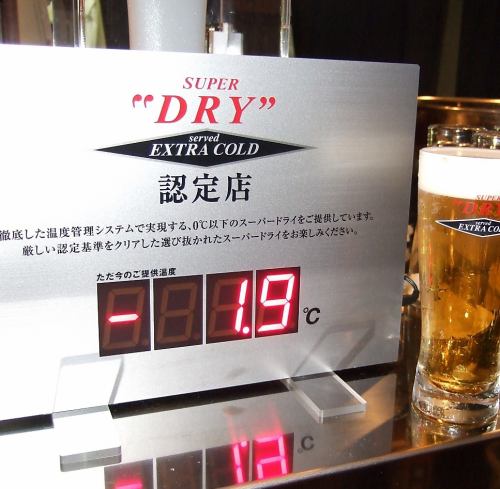 SUPER
“DRY”
served
EXTRA COLD
認定店
徹底した温度管理システムで実現する、0℃以下のスーパードライをご提供しています。
厳しい認定基準をクリアした選び抜かれたスーパードライをお楽しみください。
ただ今のご提供温度
-1.9℃
SUPER
“DRY”
served
EXTRA COLD